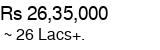 Rs 26,35,000
~ 26 Lacs+.